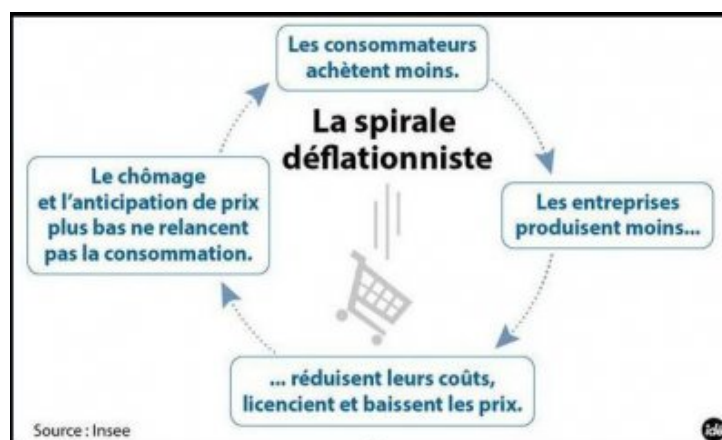 Les consommateurs
achètent moins.
La spirale
déflationniste
Le chômage
et l'anticipation de prix
plus bas ne relancent
pas la consommation.
Les entreprises
produisent moins...
... réduisent leurs coûts,
licencient et baissent les prix.
Source : Insee
idé